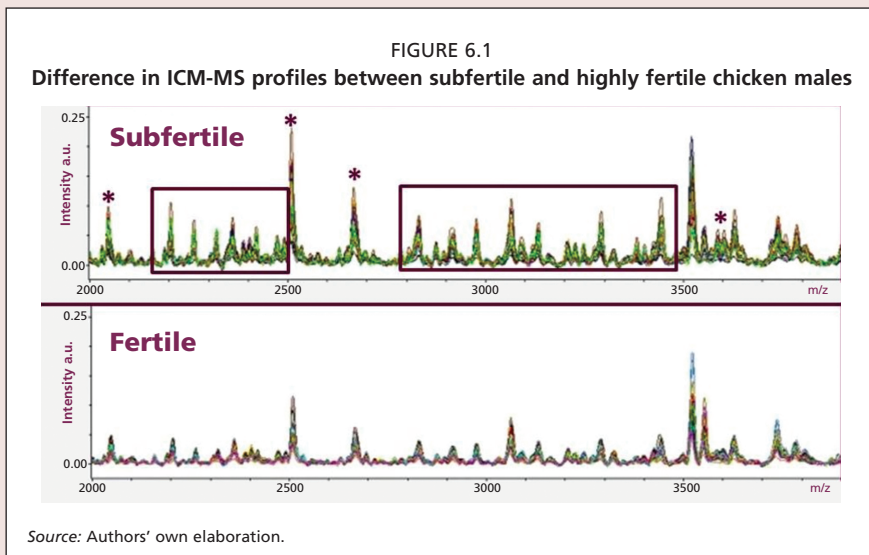 FIGURE 6.1
Difference in ICM-MS profiles between subfertile and highly fertile chicken males
Intensity a.u.
0.25
0.00
Subfertile
*
*
*
*
2000
2500
3000
3500
m/z
Intensity a.u.
0.25
0.00
Fertile
2000
2500
3000
3500
m/z
Source: Authors' own elaboration.